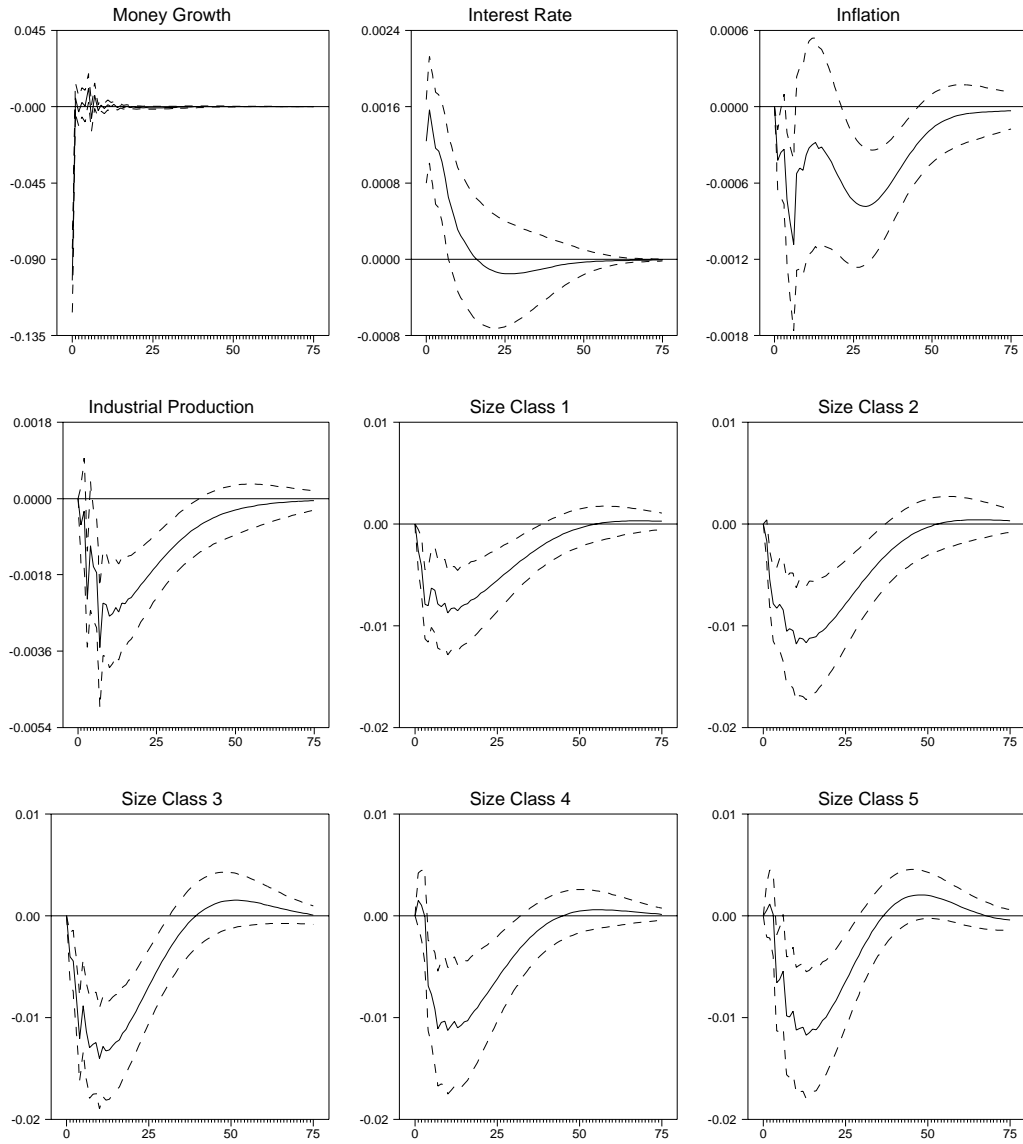 Money Growth
0.045
-0.000
-0.045
-0.090
-0.135
0 25 50 75
Interest Rate
0.0024
0.0016
0.0008
0.0000
-0.0008
0 25 50 75
Inflation
0.0006
0.0000
-0.0006
-0.0012
-0.0018
0 25 50 75
Industrial Production
0.0018
0.0000
-0.0018
-0.0036
-0.0054
0 25 50 75
Size Class 1
0.01
0.00
-0.01
-0.02
0 25 50 75
Size Class 2
0.01
0.00
-0.01
-0.02
0 25 50 75
Size Class 3
0.01
0.00
-0.01
-0.02
0 25 50 75
Size Class 4
0.01
0.00
-0.01
-0.02
0 25 50 75
Size Class 5
0.01
0.00
-0.01
-0.02
0 25 50 75